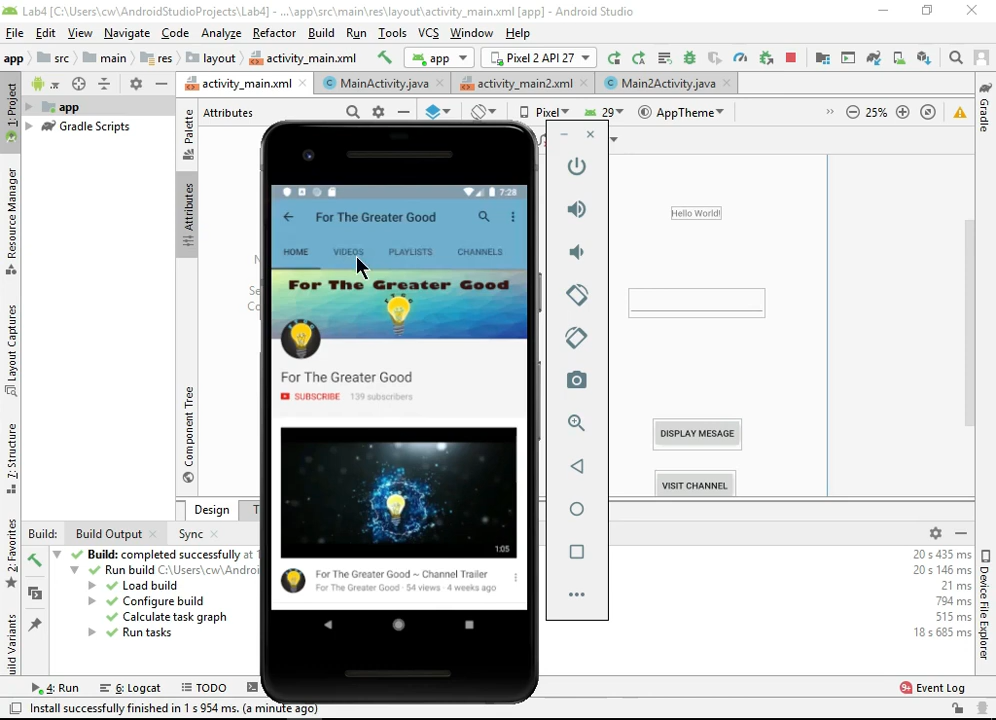 Lab4 [C:\Users\cw\AndroidStudioProjects\Lab4] - ...\app\src\main\res\layout\activity_main.xml [app] - Android Studio
File Edit View Navigate Code Analyze Refactor Build Run Tools VCS Window Help
app src main res layout activity_main.xml app Pixel 2 API 27
1: Project
Resource Manager
Layout Captures
Z: Structure
2: Favorites
uild Variants
app
Gradle Scripts
activity_main.xml MainActivity.java activity_main2.xml Main2Activity.java
Attributes Pixel 29 AppTheme 25%
Palette
Attributes
Component Tree
N
Se
Co
7:28
For The Greater Good
HOME VIDEOS PLAYLISTS CHANNELS
For The Greater Good
For The Greater Good
SUBSCRIBE 139 subscribers
1:05
For The Greater Good ~ Channel Trailer
For The Greater Good · 54 views · 4 weeks ago
Hello World!
DISPLAY MESAGE
VISIT CHANNEL
Gradle
Device File Explorer
Design T
Build: Build Output Sync
Build: completed successfully at 1 20 s 435 ms
Run build C:\Users\cw\Androi 20 s 146 ms
Load build 21 ms
Configure build 794 ms
Calculate task graph 515 ms
Run tasks 18 s 685 ms
4: Run 6: Logcat TODO 9+ Event Log
Install successfully finished in 1 s 954 ms. (a minute ago)